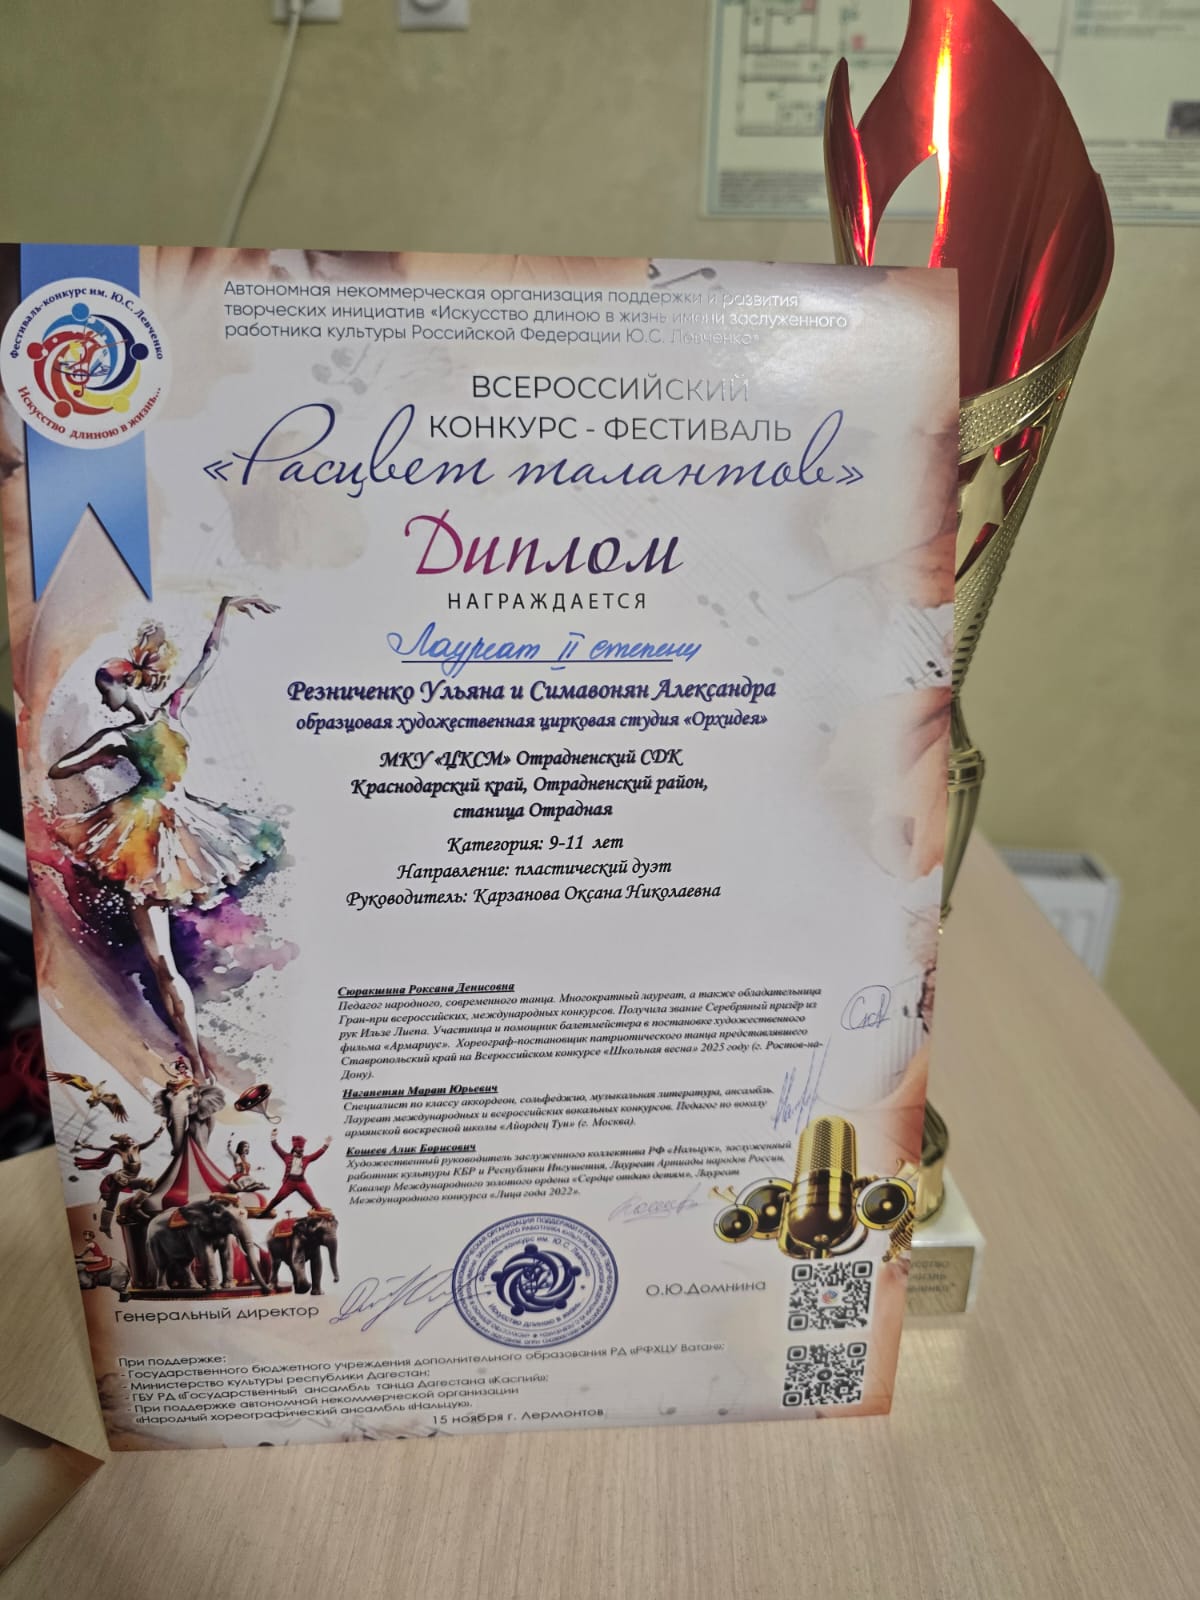 Фестиваль-конкурс им. Ю.С. Левченко
Искусство длиною в жизнь...
Автономная некоммерческая организация поддержки и развития
творческих инициатив «Искусство длиною в жизнь имени заслуженного
работника культуры Российской Федерации Ю.С. Левченко»
ВСЕРОССИЙСКИЙ
КОНКУРС - ФЕСТИВАЛЬ
«Расцвет талантов»
Диплом
НАГРАЖДАЕТСЯ
Лауреат II степени
Резниченко Ульяна и Симавонян Александра
образцовая художественная цирковая студия «Орхидея»
МКУ «ЦКСМ» Отрадненский СДК
Краснодарский край, Отрадненский район,
станица Отрадная
Категория: 9-11 лет
Направление: пластический дуэт
Руководитель: Карзанова Оксана Николаевна
Сюракшина Роксана Денисовна
Педагог народного, современного танца. Многократный лауреат, а также обладательница
Гран-при всероссийских, международных конкурсов. Получила звание Серебряный призёр из
рук Ильзе Лиепа. Участница и помощник балетмейстера в постановке художественного
фильма «Армариус». Хореограф-постановщик патриотического танца представлявшего
Ставропольский край на Всероссийском конкурсе «Школьная весна» 2025 году (г. Ростов-на-
Дону).
Нагапетян Марат Юрьевич
Специалист по классу аккордеон, сольфеджио, музыкальная литература, ансамбль.
Лауреат международных и всероссийских вокальных конкурсов. Педагог по вокалу
армянской воскресной школы «Айордец Тун» (г. Москва).
Кошеев Алик Борисович
Художественный руководитель заслуженного коллектива РФ «Нальцук», заслуженный
работник культуры КБР и Республики Ингушения, Лауреат Артиады народов России,
Кавалер Международного золотого ордена «Сердце отдаю детям», Лауреат
Международного конкурса «Лица года 2022».
Генеральный директор
О.Ю.Домнина
При поддержке:
- Государственного бюджетного учреждения дополнительного образования РД «РФХЦУ Ватан»;
- Министерство культуры республики Дагестан;
- ГБУ РД «Государственный ансамбль танца Дагестана «Каспий»;
- При поддержке автономной некоммерческой организации
«Народный хореографический ансамбль «Нальцук».
15 ноября г. Лермонтов